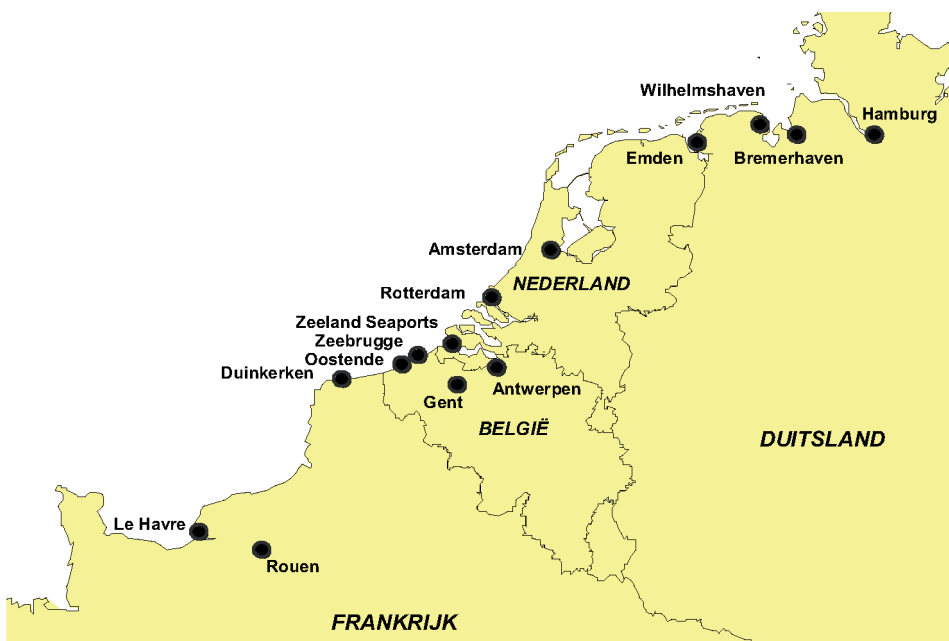 Wilhelmshaven
Hamburg
Emden
Bremerhaven
Amsterdam
NEDERLAND
Rotterdam
Zeeland Seaports
Zeebrugge
Oostende
Duinkerken
Antwerpen
Gent
BELGIË
DUITSLAND
Le Havre
Rouen
FRANKRIJK